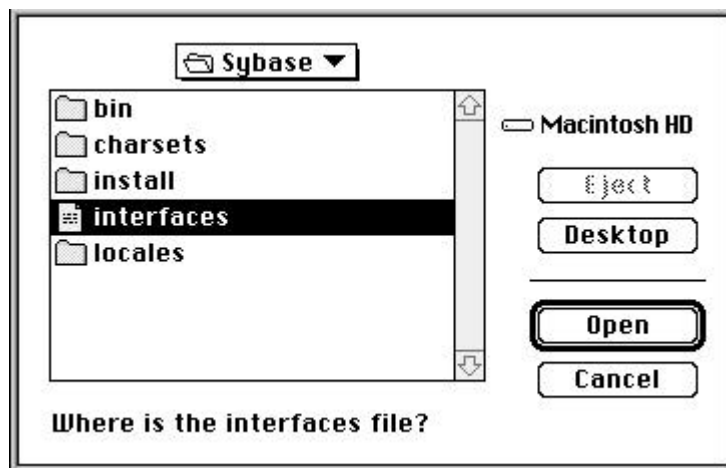 Sybase
bin
charsets
install
interfaces
locales
Macintosh HD
Eject
Desktop
Open
Cancel
Where is the interfaces file?